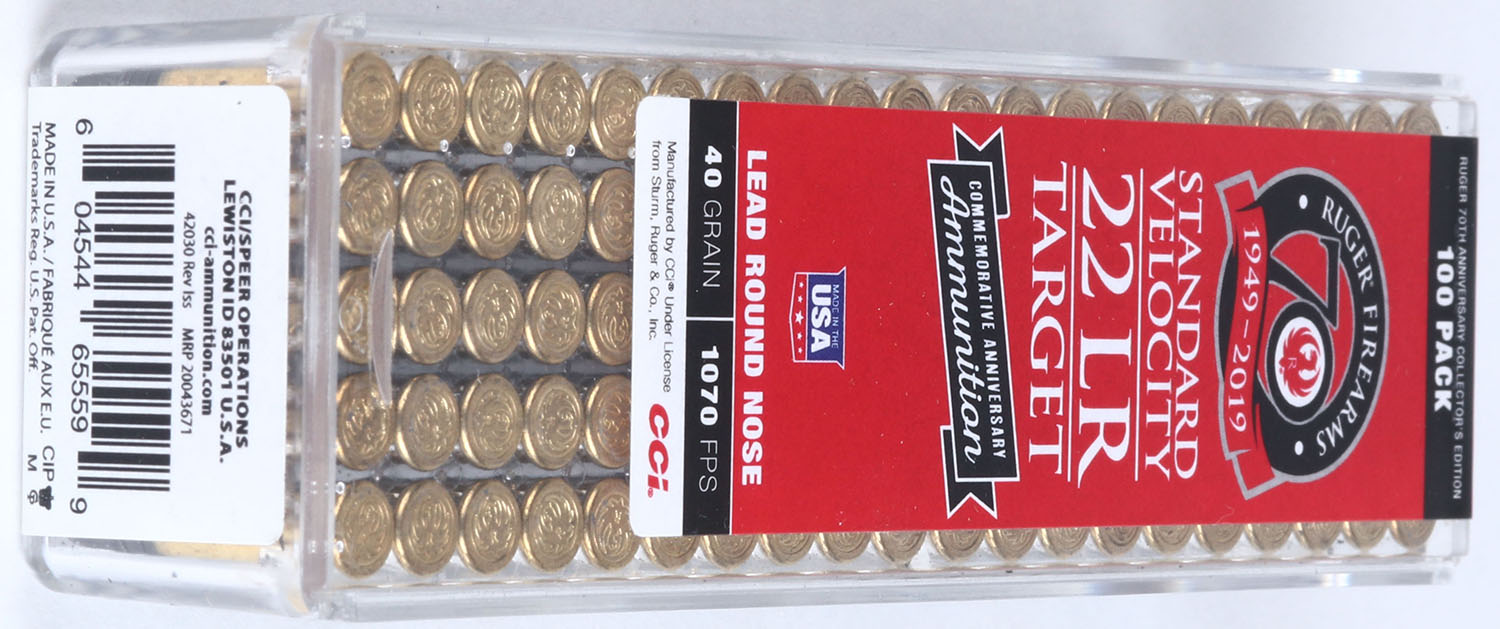 RUGER 70TH ANNIVERSARY COLLECTOR'S EDITION
100 PACK
RUGER® FIREARMS
70
R
1949-2019
STANDARD
VELOCITY
22 LR
TARGET
COMMEMORATIVE ANNIVERSARY
Ammunition
MADE IN THE
USA
LEAD ROUND NOSE
40 GRAIN 1070 FPS
Manufactured by CCI® Under License
from Sturm, Ruger & Co., Inc.
CCI®
CCI/SPEER OPERATIONS
LEWISTON ID 83501 U.S.A.
cci-ammunition.com
42030 Rev Iss MRP 20043671
6 04544 65559 9
MADE IN U.S.A. / FABRIQUÉ AUX E.U. CIP
Trademarks Reg. U.S. Pat. Off. M